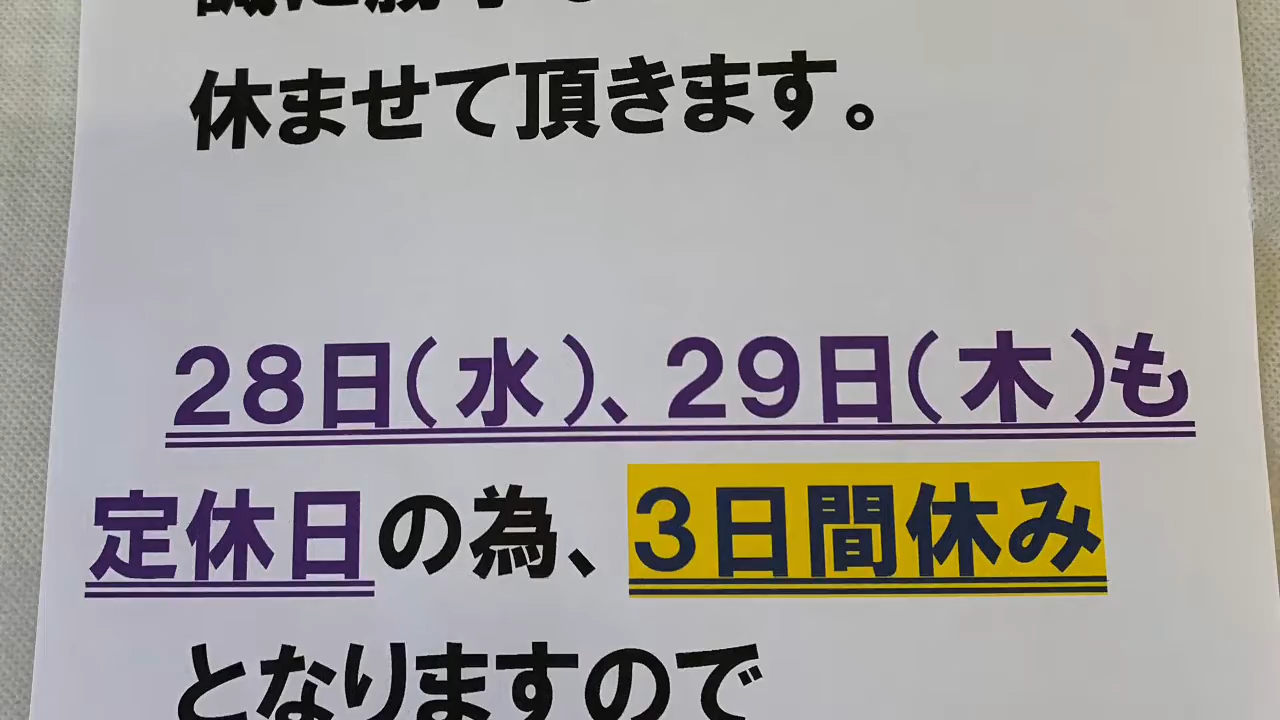 休ませて頂きます。
28日(水)、29日(木)も
定休日の為、3日間休み
となりますので